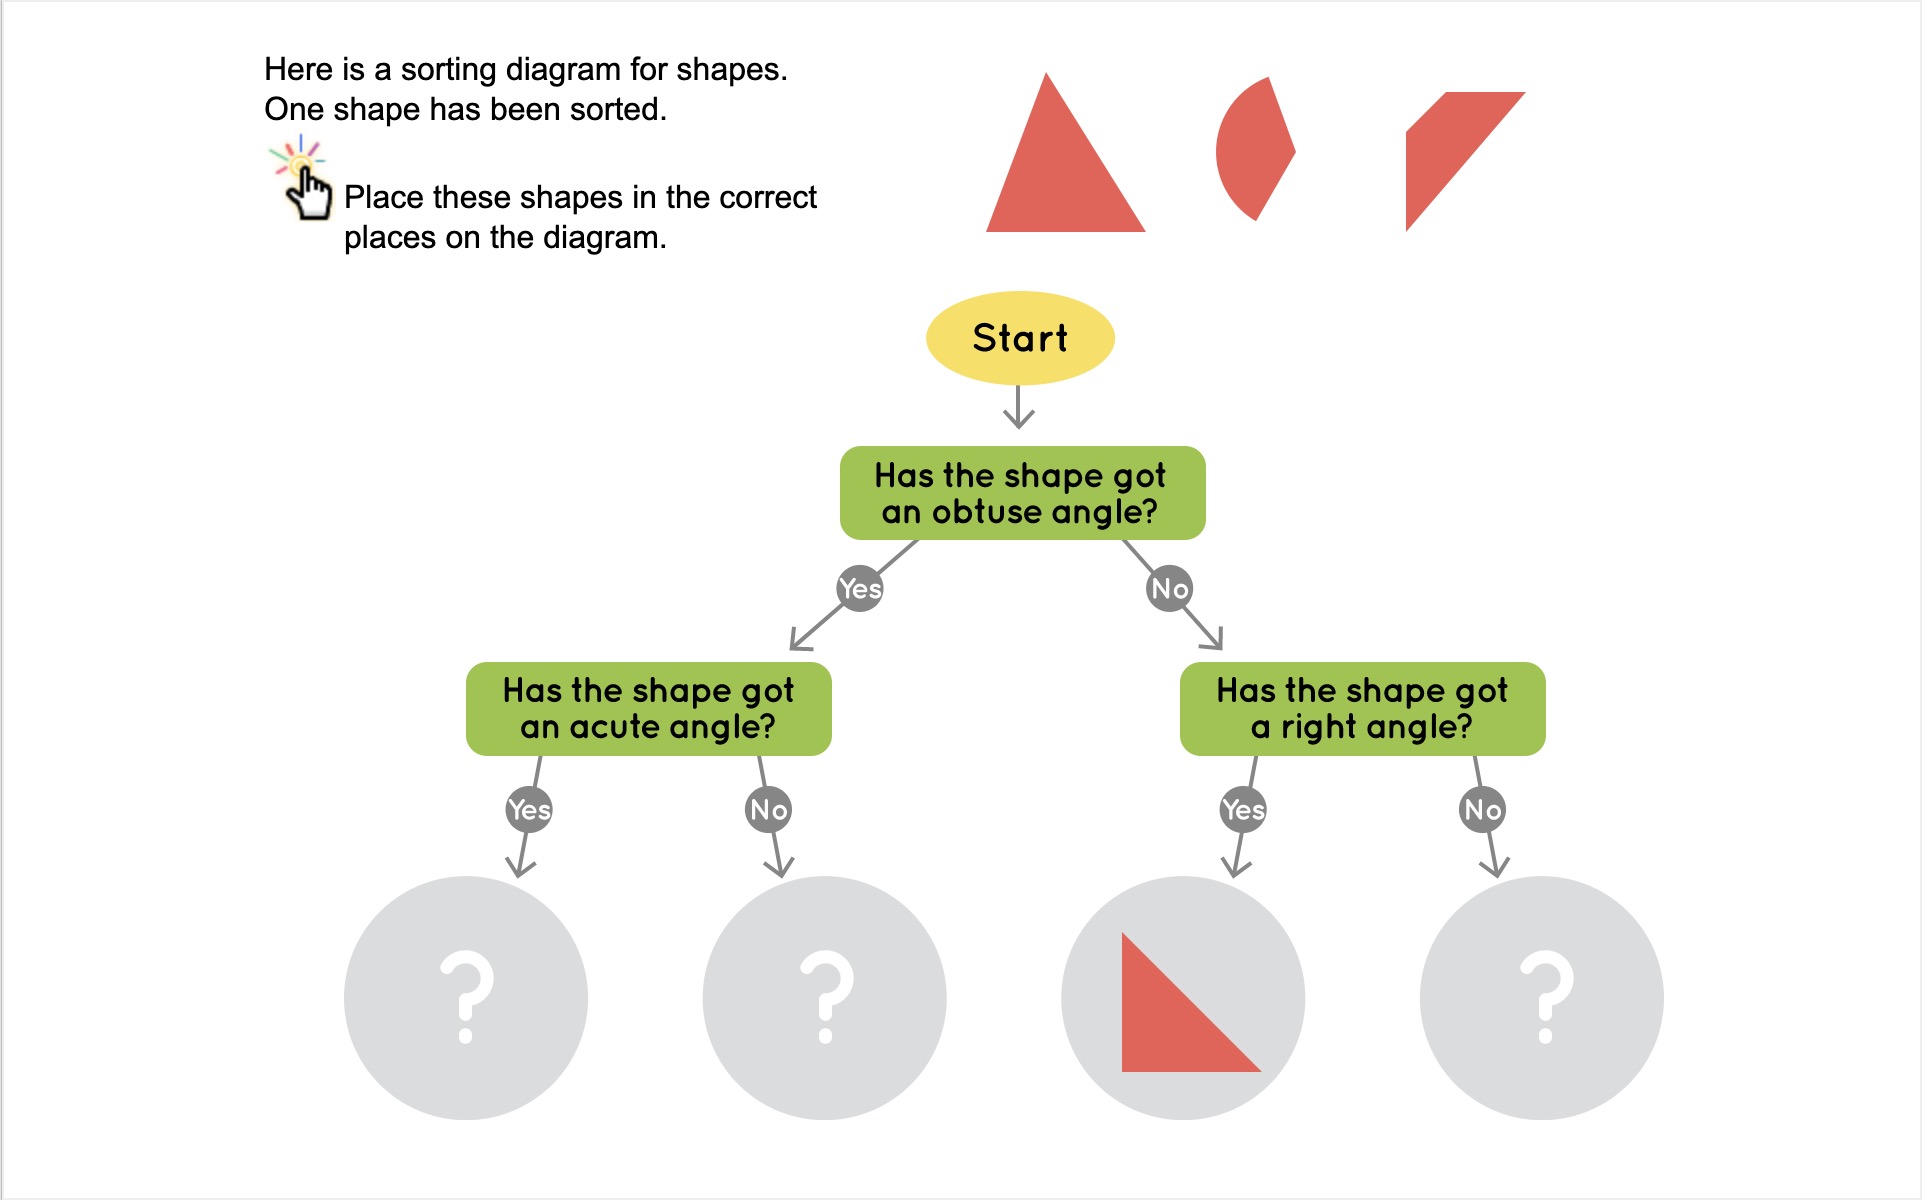 Here is a sorting diagram for shapes.
One shape has been sorted.
Place these shapes in the correct
places on the diagram.
Start
Has the shape got
an obtuse angle?
Yes
No
Has the shape got
an acute angle?
Has the shape got
a right angle?
Yes
No
Yes
No
?
?
?